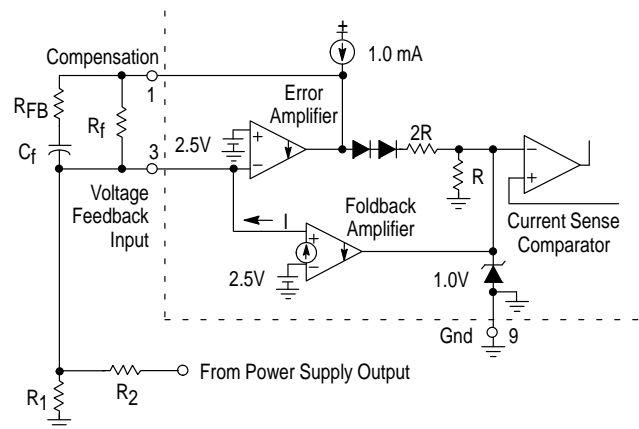 Compensation
1
1.0 mA
Error
Amplifier
RFB
Rf
Cf
2.5V
+
−
2R
R
−
+
3
Voltage
Feedback
Input
I
Foldback
Amplifier
+
−
2.5V
1.0V
Current Sense
Comparator
Gnd
9
R1
R2
From Power Supply Output